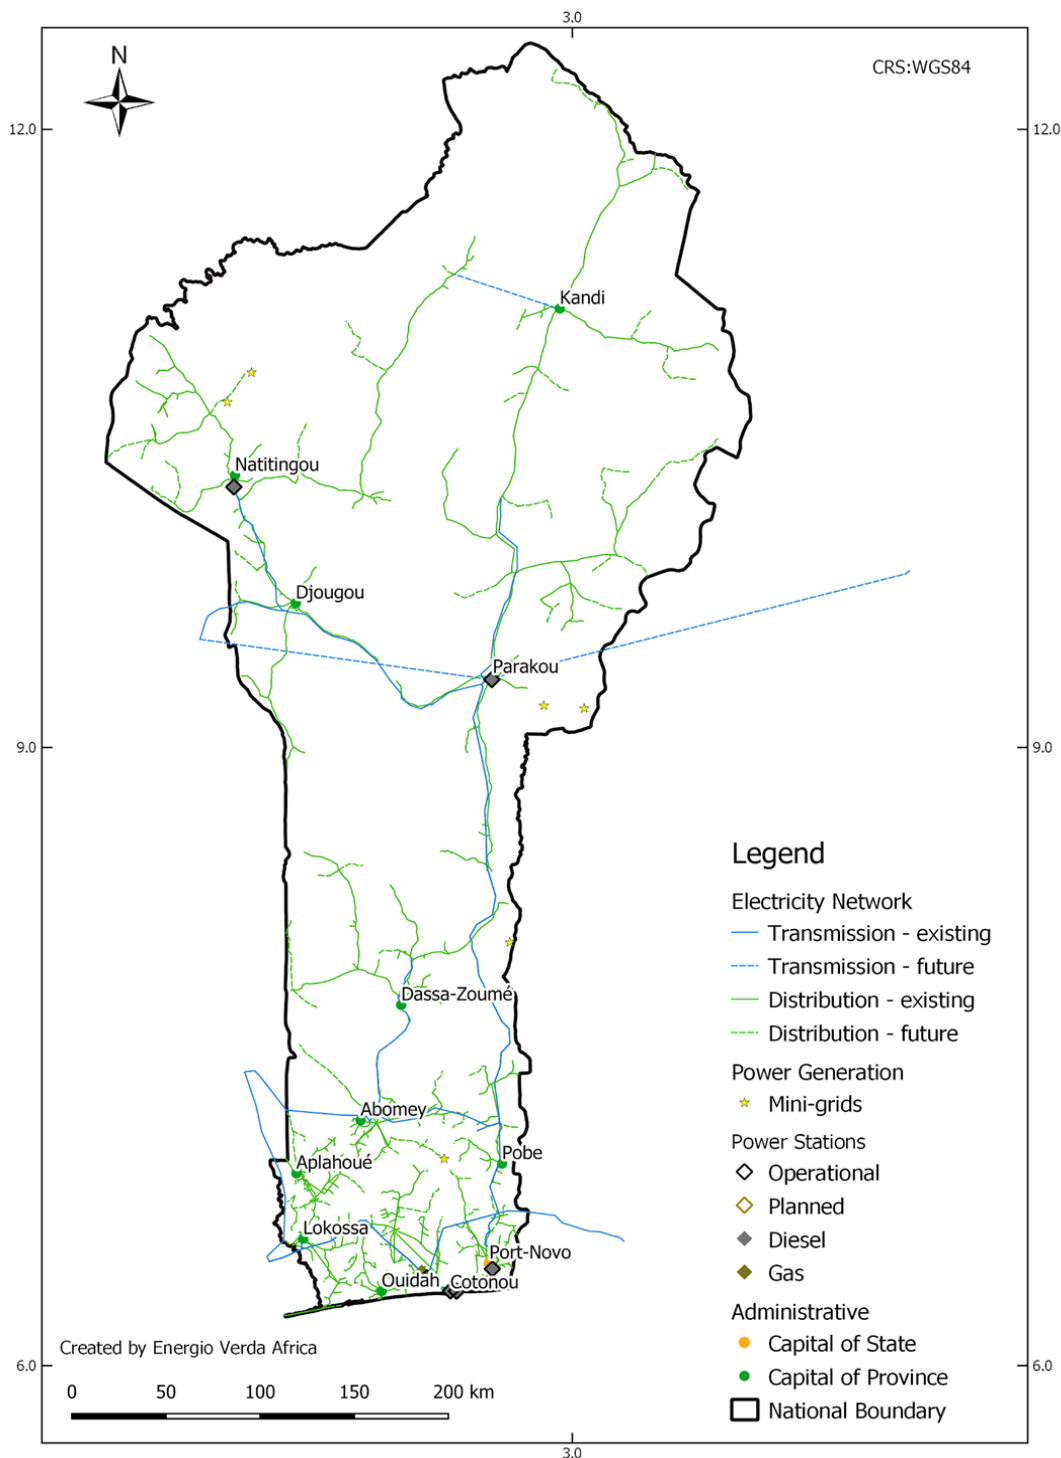 3.0
N
CRS:WGS84
12.0
12.0
Kandi
Natitingou
Djougou
Parakou
9.0
9.0
Legend
Electricity Network
Transmission - existing
Transmission - future
Dassa-Zoumé
Distribution - existing
Distribution - future
Power Generation
Mini-grids
Abomey
Power Stations
Pobe
Aplahoué
Operational
Planned
Lokossa
Diesel
Port-Novo
Gas
Ouidah
Cotonou
Administrative
Capital of State
Created by Energio Verda Africa
6.0
6.0
Capital of Province
0 50 100 150 200 km
National Boundary
3.0